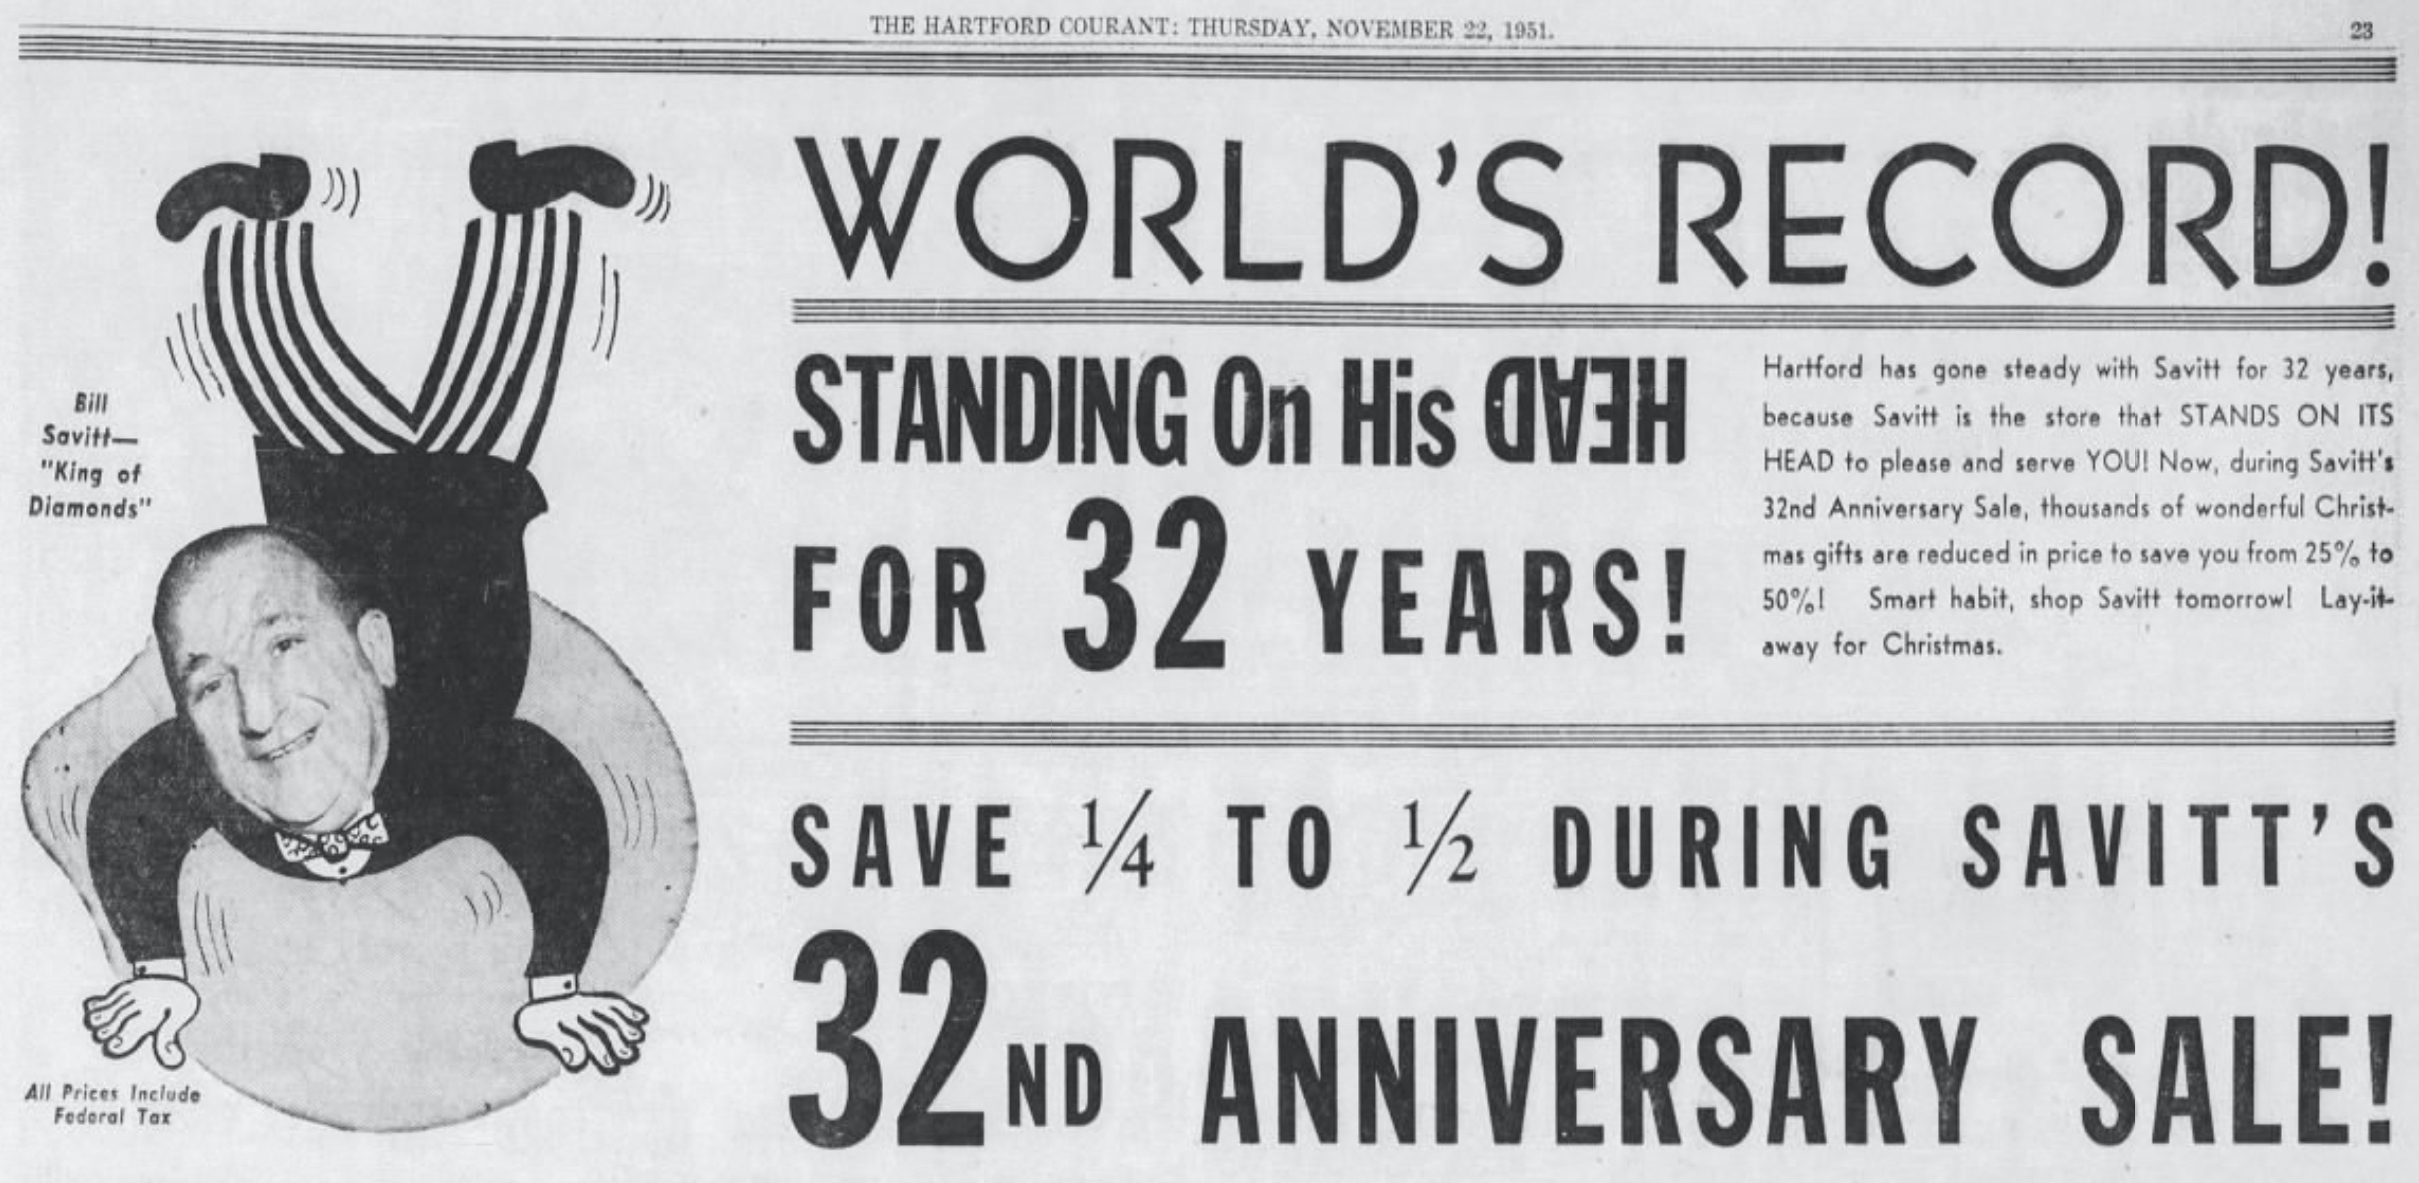 THE HARTFORD COURANT: THURSDAY, NOVEMBER 22, 1951.
23
WORLD'S RECORD!
STANDING On His HEAD
FOR 32 YEARS!
Hartford has gone steady with Savitt for 32 years,
because Savitt is the store that STANDS ON ITS
HEAD to please and serve YOU! Now, during Savitt's
32nd Anniversary Sale, thousands of wonderful Christ-
mas gifts are reduced in price to save you from 25% to
50%! Smart habit, shop Savitt tomorrow! Lay-it-
away for Christmas.
Bill
Savitt—
"King of
Diamonds"
SAVE 1/4 TO 1/2 DURING SAVITT'S
32ND ANNIVERSARY SALE!
All Prices Include
Federal Tax